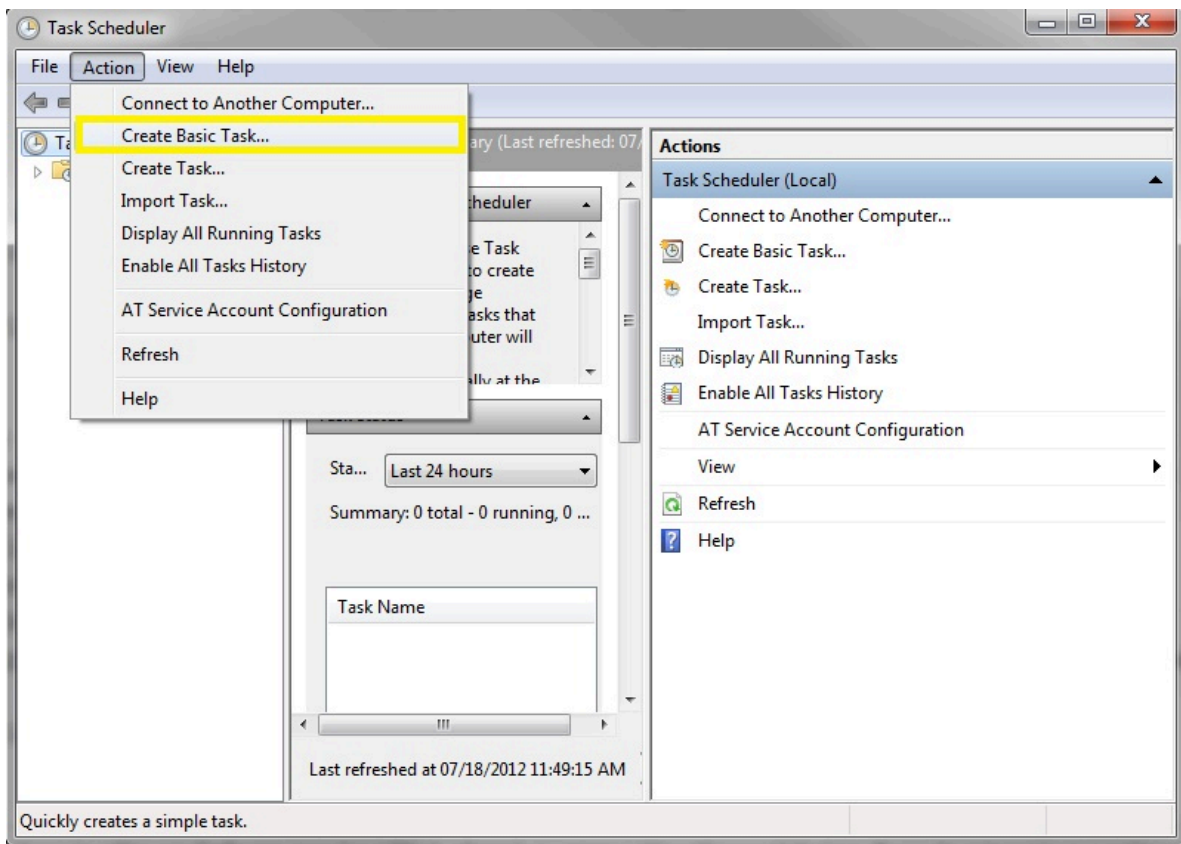 Task Scheduler
File Action View Help
Connect to Another Computer...
Create Basic Task...
Create Task...
Import Task...
Display All Running Tasks
Enable All Tasks History
AT Service Account Configuration
Refresh
Help
(Last refreshed: 07/
e Task
to create
asks that
uter will
ally at the
Sta... Last 24 hours
Summary: 0 total - 0 running, 0 ...
Task Name
Last refreshed at 07/18/2012 11:49:15 AM
Actions
Task Scheduler (Local)
Connect to Another Computer...
Create Basic Task...
Create Task...
Import Task...
Display All Running Tasks
Enable All Tasks History
AT Service Account Configuration
View
Refresh
Help
Quickly creates a simple task.